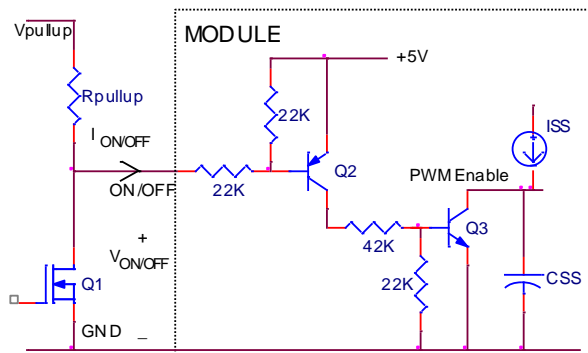 MODULE
Vpullup
Rpullup
+5V
22K
I ON/OFF
ISS
Q2
PWM Enable
ON/OFF
22K
Q3
+
V ON/OFF
42K
22K
CSS
Q1
GND
_